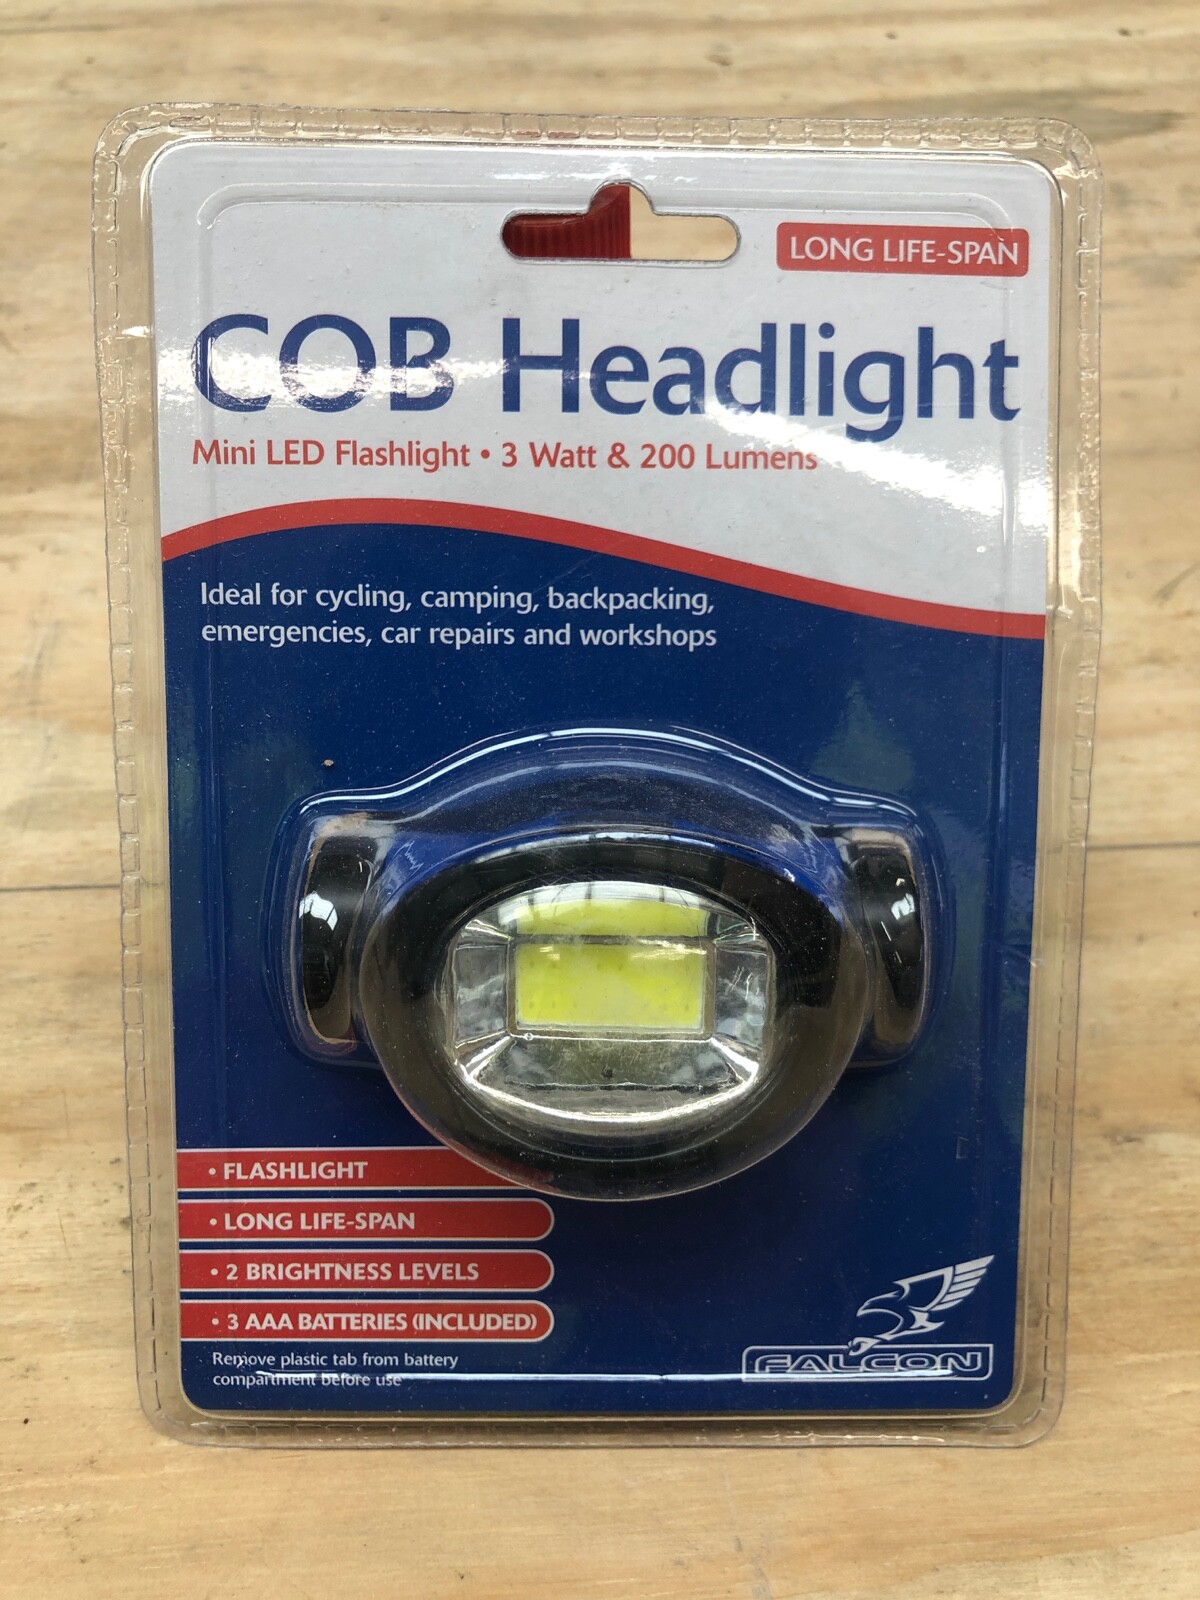 LONG LIFE-SPAN
COB Headlight
Mini LED Flashlight • 3 Watt & 200 Lumens
Ideal for cycling, camping, backpacking,
emergencies, car repairs and workshops
• FLASHLIGHT
• LONG LIFE-SPAN
• 2 BRIGHTNESS LEVELS
• 3 AAA BATTERIES (INCLUDED)
Remove plastic tab from battery
compartment before use
FALCON